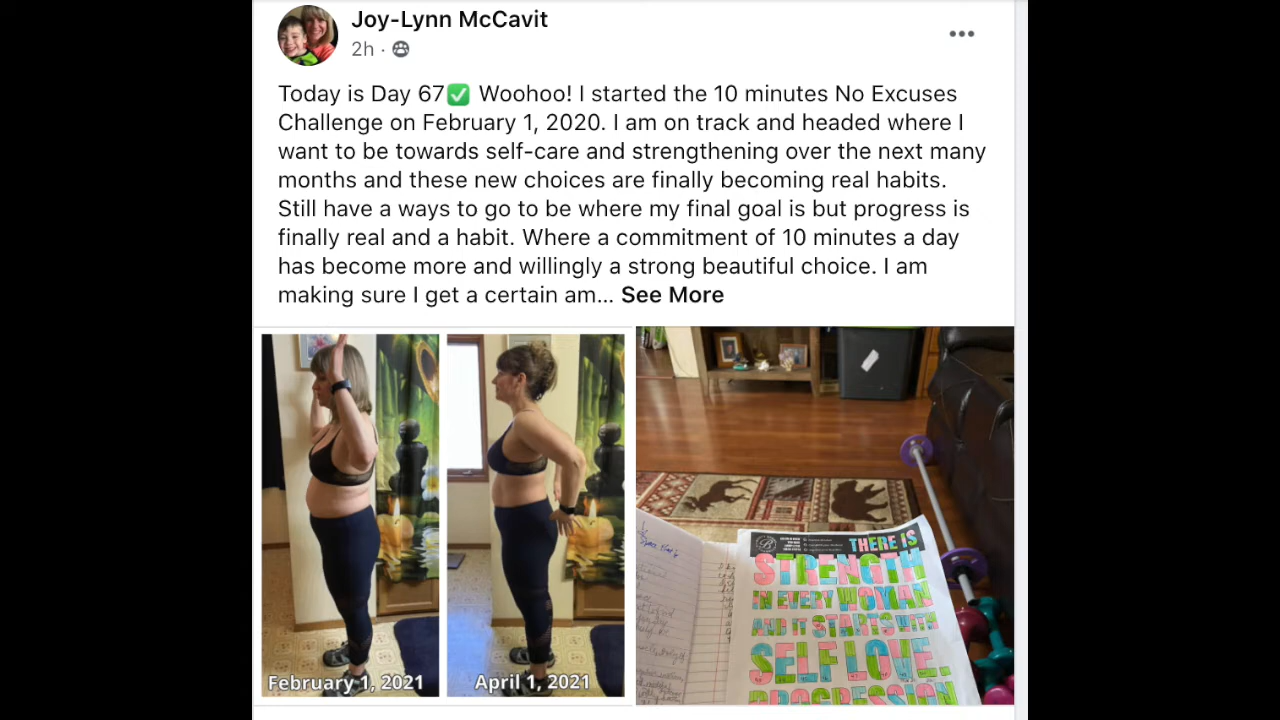 Joy-Lynn McCavit
2h ·
Today is Day 67✅ Woohoo! I started the 10 minutes No Excuses
Challenge on February 1, 2020. I am on track and headed where I
want to be towards self-care and strengthening over the next many
months and these new choices are finally becoming real habits.
Still have a ways to go to be where my final goal is but progress is
finally real and a habit. Where a commitment of 10 minutes a day
has become more and willingly a strong beautiful choice. I am
making sure I get a certain am... See More
February 1, 2021
April 1, 2021
THERE IS
STRENGTH
IN EVERY WOMAN
AND IT STARTS WITH
SELF LOVE.
PROGRESSION